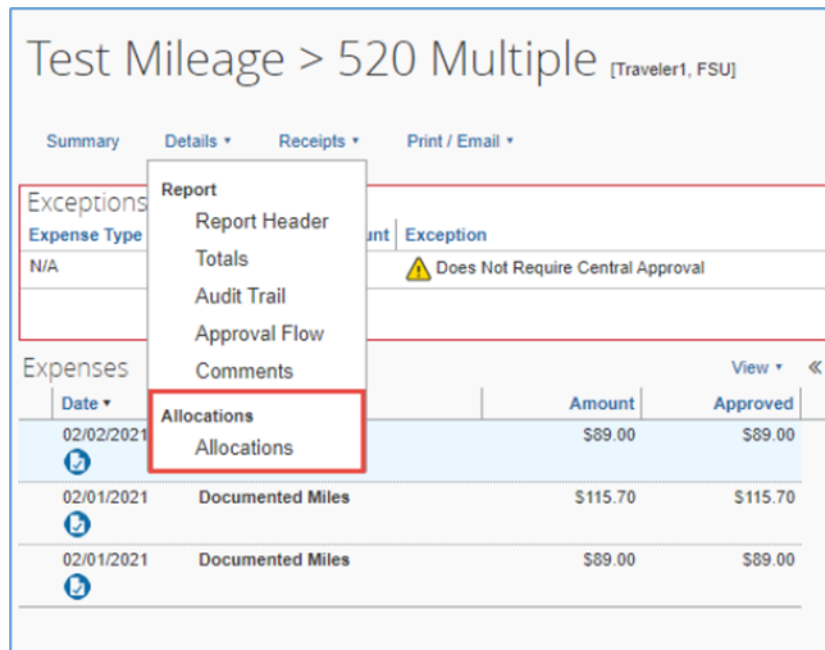 Test Mileage > 520 Multiple [Traveler1, FSU]
Summary Details ▾ Receipts ▾ Print / Email ▾
Report
Report Header
Totals
Audit Trail
Approval Flow
Comments
Allocations
Allocations
Exceptions
Expense Type Exception
N/A Does Not Require Central Approval
Expenses View ▾ «
Date ▾ Amount Approved
02/02/2021 $89.00 $89.00
02/01/2021 Documented Miles $115.70 $115.70
02/01/2021 Documented Miles $89.00 $89.00